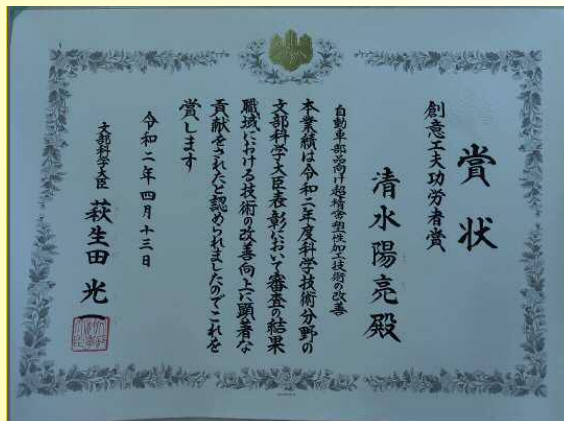 賞状
創意工夫功労者賞
清水陽亮殿
自動車部品向け超精密塑性加工技術の改善
本業績は令和二年度科学技術分野の
文部科学大臣表彰において審査の結果
職域における技術の改善向上に顕著な
貢献をされたと認められましたのでこれを
賞します
令和二年四月十三日
文部科学大臣 萩生田光一